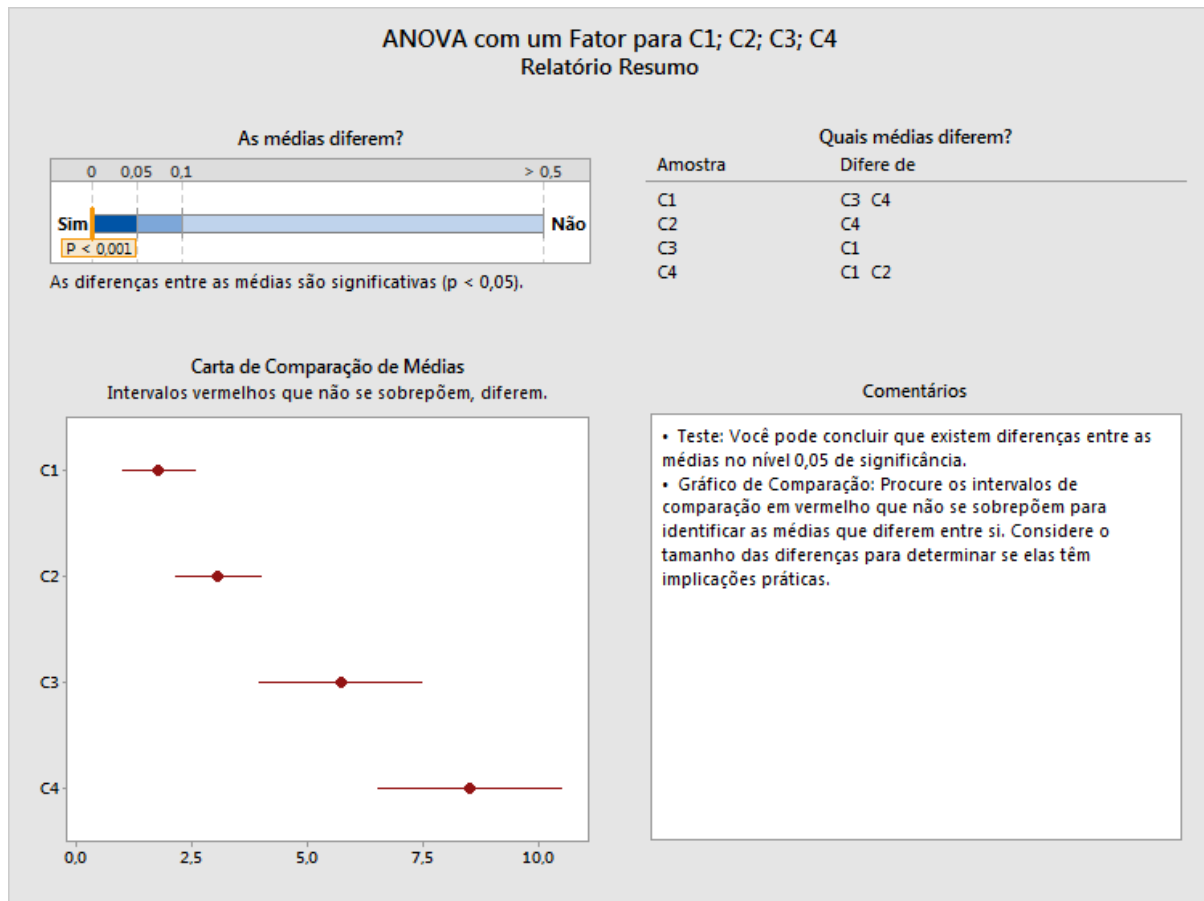 ANOVA com um Fator para C1; C2; C3; C4
Relatório Resumo
As médias diferem?
0 0,05 0,1 > 0,5
Sim Não
P < 0,001
As diferenças entre as médias são significativas (p < 0,05).
Quais médias diferem?
Amostra Difere de
C1 C3 C4
C2 C4
C3 C1
C4 C1 C2
Carta de Comparação de Médias
Intervalos vermelhos que não se sobrepõem, diferem.
C1
C2
C3
C4
0,0 2,5 5,0 7,5 10,0
Comentários
• Teste: Você pode concluir que existem diferenças entre as
médias no nível 0,05 de significância.
• Gráfico de Comparação: Procure os intervalos de
comparação em vermelho que não se sobrepõem para
identificar as médias que diferem entre si. Considere o
tamanho das diferenças para determinar se elas têm
implicações práticas.